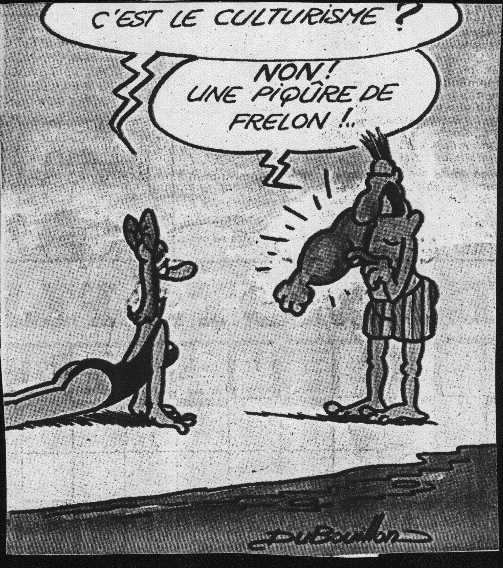 C'EST LE CULTURISME ?
NON !
UNE PIQÛRE DE
FRELON !..
DuBouillon